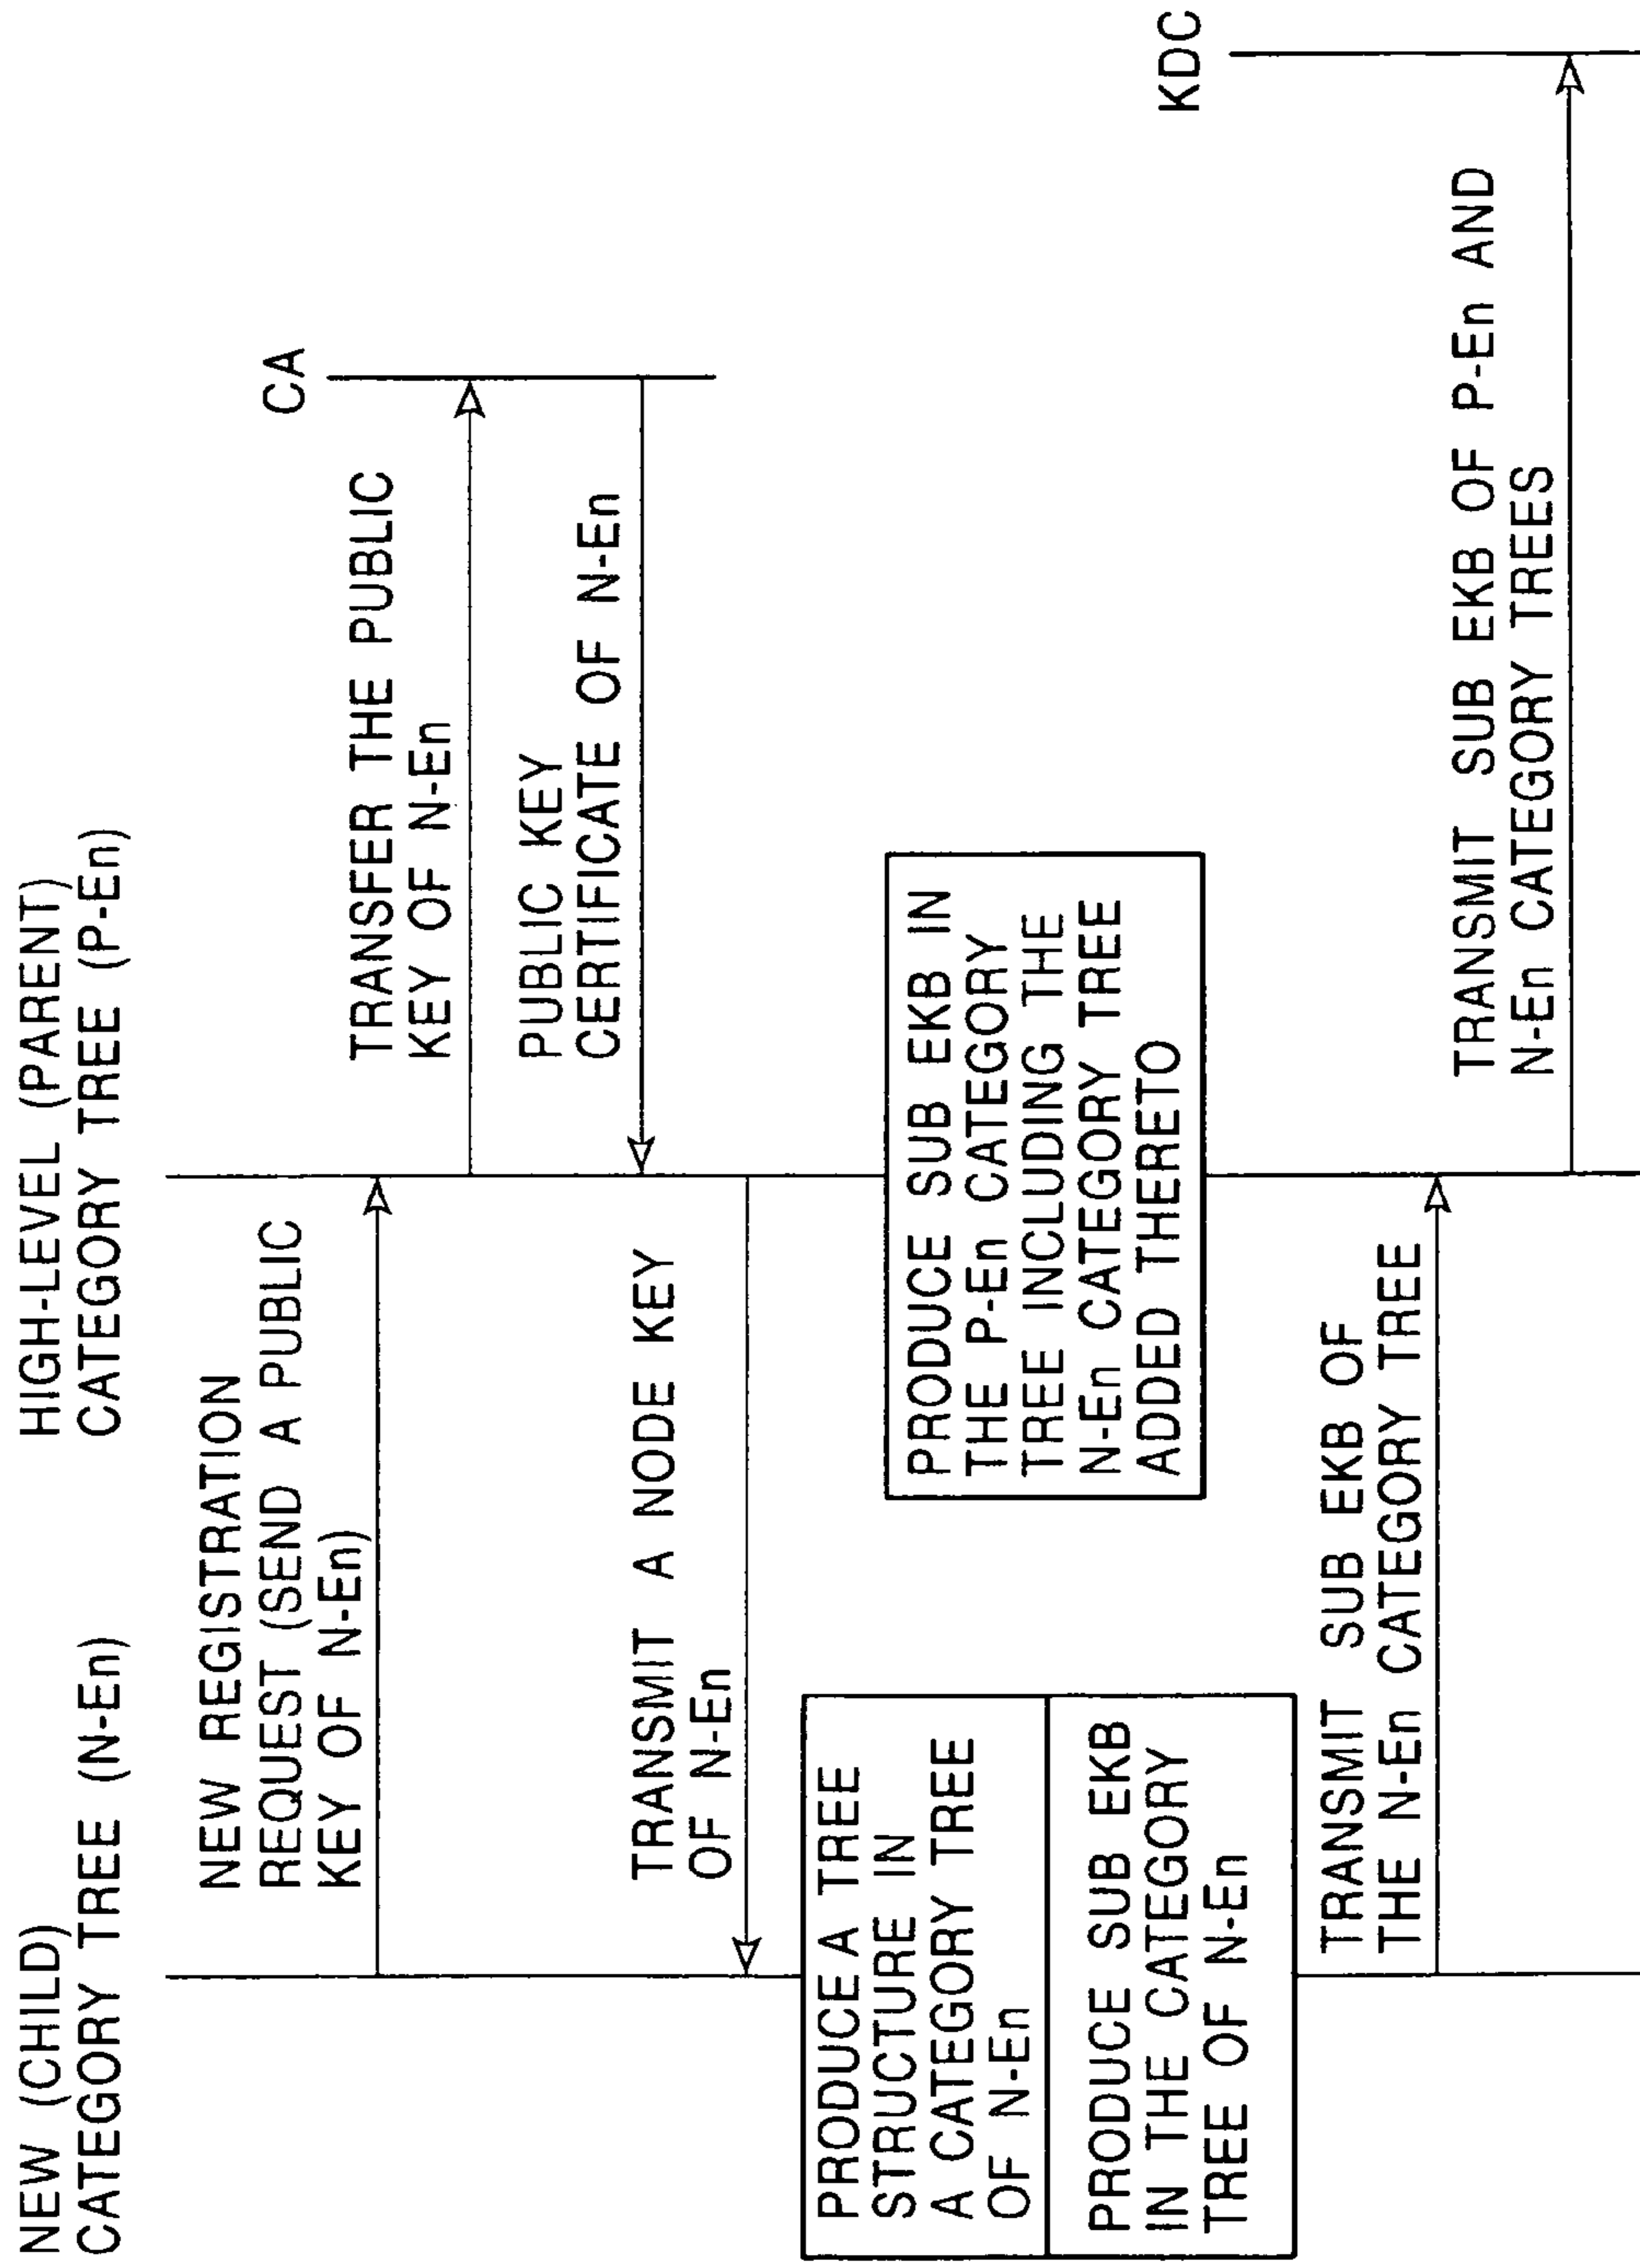 NEW (CHILD)
CATEGORY TREE (N-En)
HIGH-LEVEL (PARENT)
CATEGORY TREE (P-En)
NEW REGISTRATION
REQUEST (SEND A PUBLIC
KEY OF N-En)
CA
TRANSFER THE PUBLIC
KEY OF N-En
PUBLIC KEY
CERTIFICATE OF N-En
TRANSMIT A NODE KEY
OF N-En
PRODUCE A TREE
STRUCTURE IN
A CATEGORY TREE
OF N-En
PRODUCE SUB EKB
IN THE CATEGORY
TREE OF N-En
PRODUCE SUB EKB IN
THE P-En CATEGORY
TREE INCLUDING THE
N-En CATEGORY TREE
ADDED THERETO
KDC
TRANSMIT SUB EKB OF
THE N-En CATEGORY TREE
TRANSMIT SUB EKB OF P-En AND
N-En CATEGORY TREES